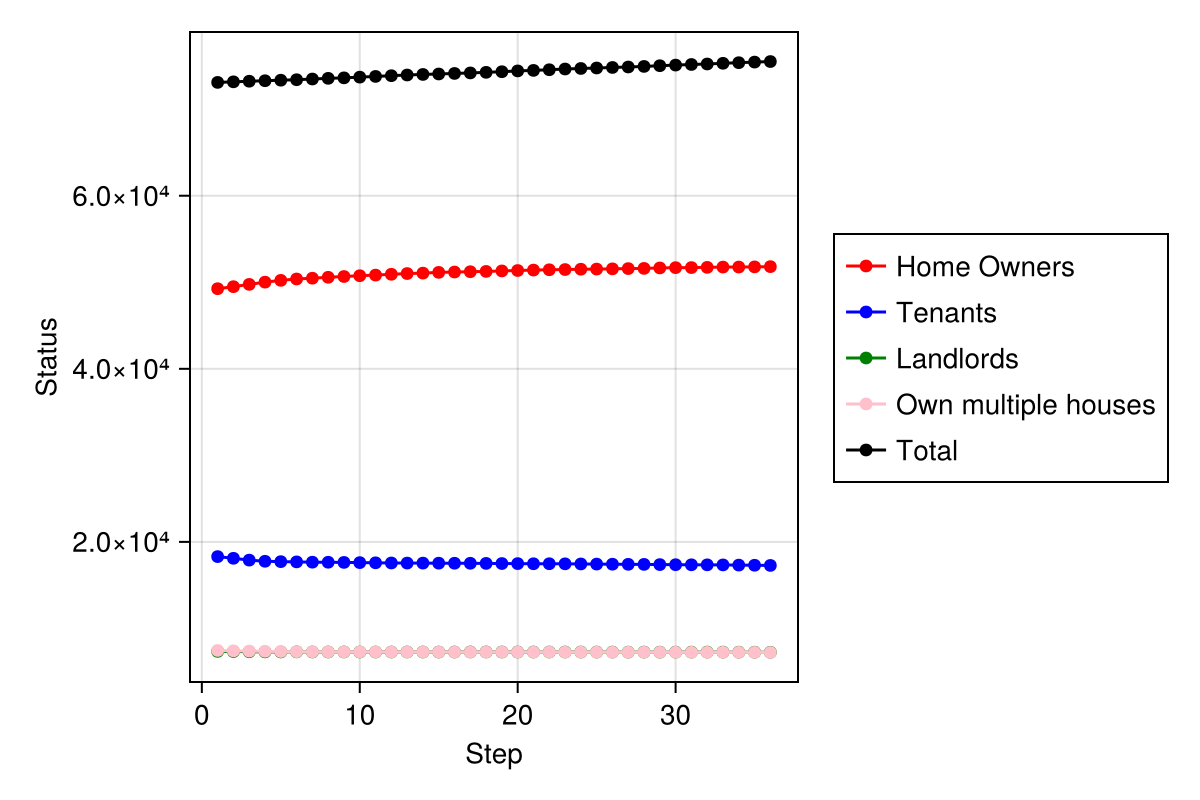 Status
6.0×10⁴
4.0×10⁴
2.0×10⁴
0 10 20 30
Step
Home Owners
Tenants
Landlords
Own multiple houses
Total